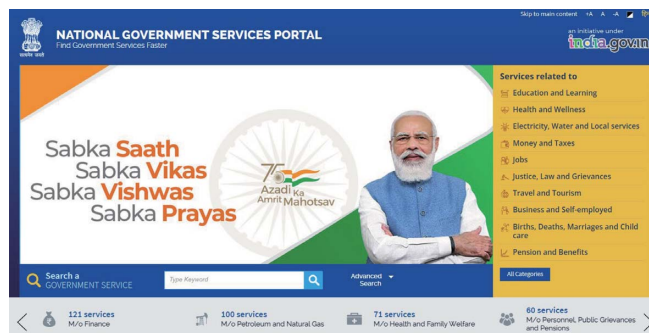 Skip to main content +A A -A
NATIONAL GOVERNMENT SERVICES PORTAL
Find Government Services Faster
सत्यमेव जयते
an initiative under
india.gov.in
Sabka Saath
Sabka Vikas
Sabka Vishwas
Sabka Prayas
75
Azadi Ka
Amrit Mahotsav
Services related to
Education and Learning
Health and Wellness
Electricity, Water and Local services
Money and Taxes
Jobs
Justice, Law and Grievances
Travel and Tourism
Business and Self-employed
Births, Deaths, Marriages and Child
care
Pension and Benefits
All Categories
Search a
GOVERNMENT SERVICE
Type Keyword
Advanced
Search
121 services
M/o Finance
100 services
M/o Petroleum and Natural Gas
71 services
M/o Health and Family Welfare
60 services
M/o Personnel, Public Grievances
and Pensions